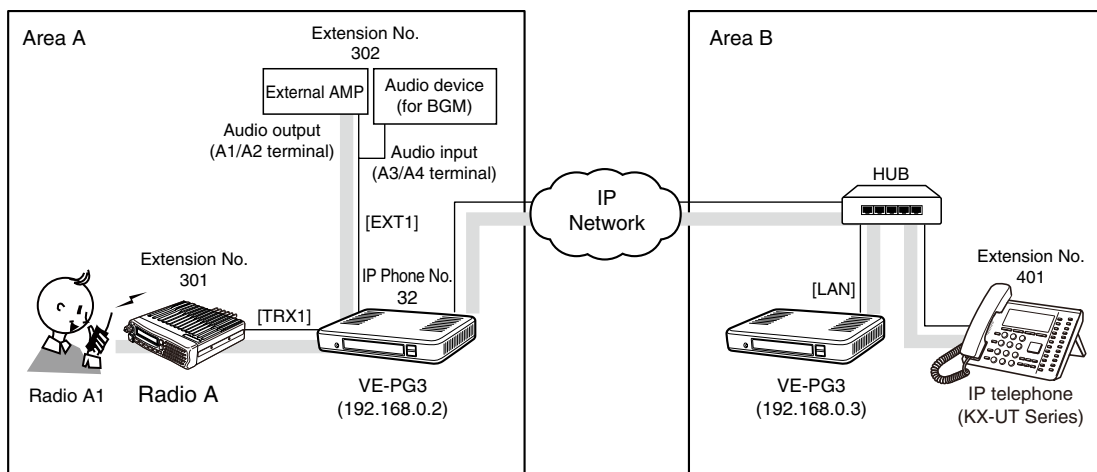 Area A
Extension No.
302
External AMP
Audio device
(for BGM)
Audio output
(A1/A2 terminal)
Audio input
(A3/A4 terminal)
[EXT1]
Extension No.
301
IP Phone No.
32
[TRX1]
Radio A1
Radio A
VE-PG3
(192.168.0.2)
IP
Network
Area B
HUB
Extension No.
401
[LAN]
VE-PG3
(192.168.0.3)
IP telephone
(KX-UT Series)